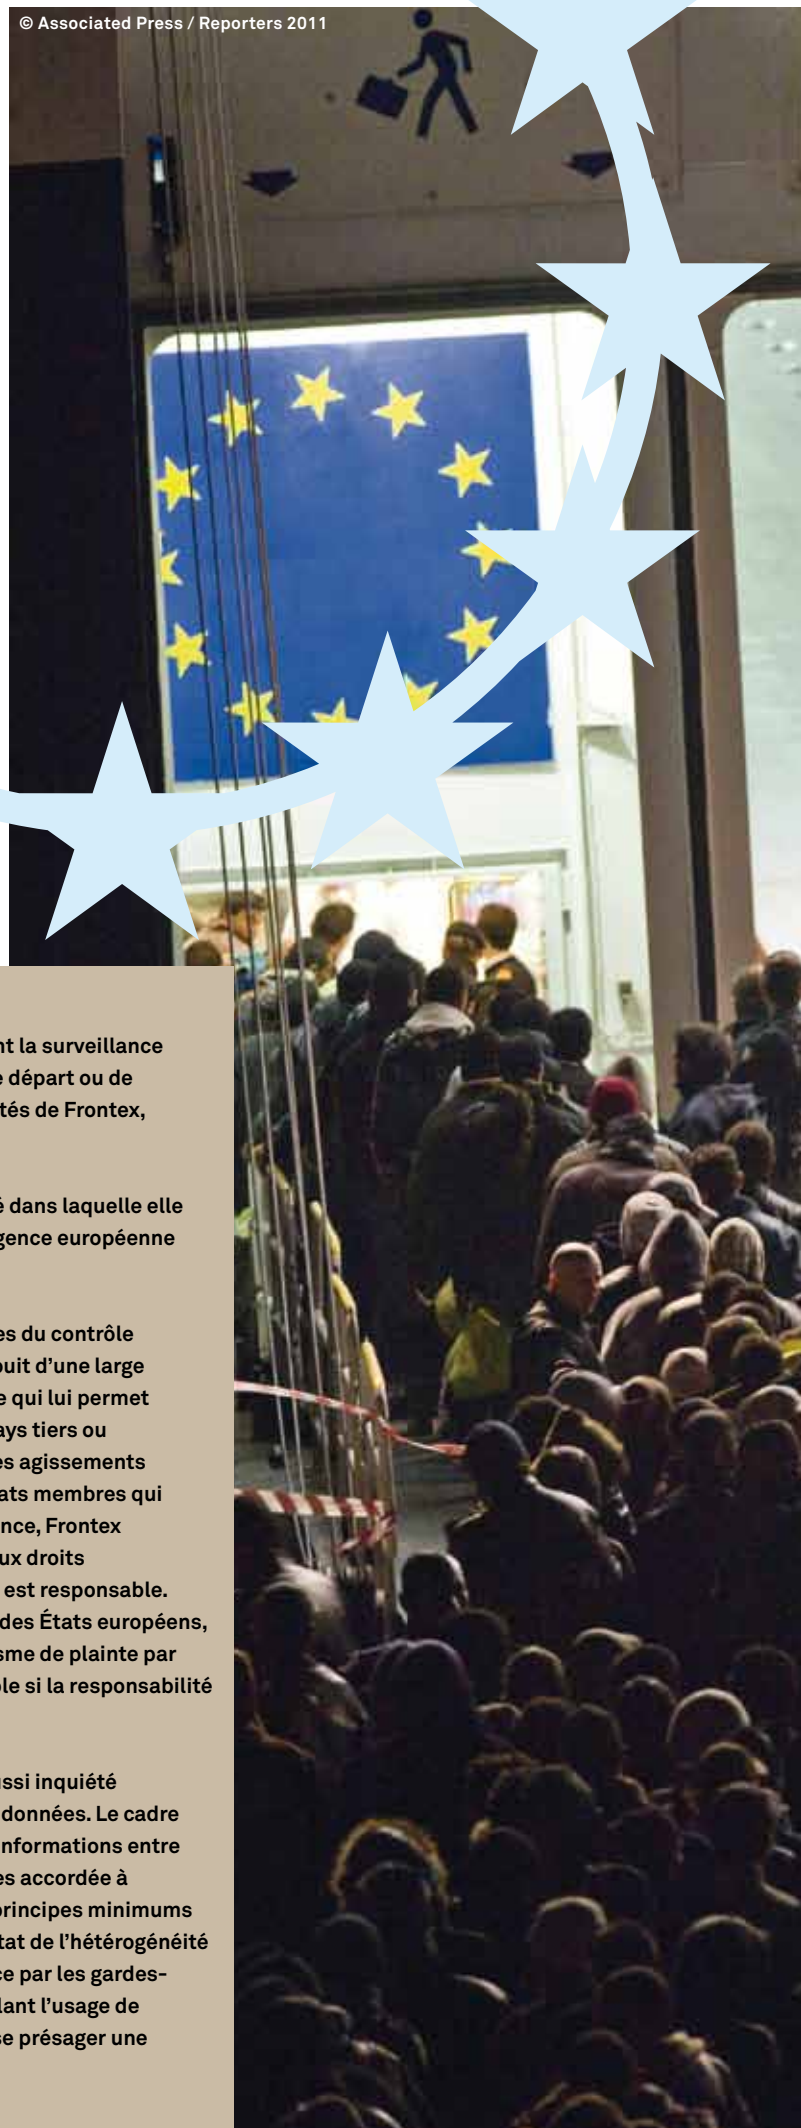 © Associated Press / Reporters 2011
nt la surveillance
e départ ou de
tés de Frontex,
é dans laquelle elle
gence européenne
es du contrôle
ouit d’une large
e qui lui permet
ays tiers ou
es agissements
ats membres qui
nce, Frontex
ux droits
est responsable.
des États européens,
sme de plainte par
ole si la responsabilité
ussi inquiété
données. Le cadre
informations entre
es accordée à
principes minimums
tat de l’hétérogénéité
ce par les gardes-
lant l’usage de
se présager une